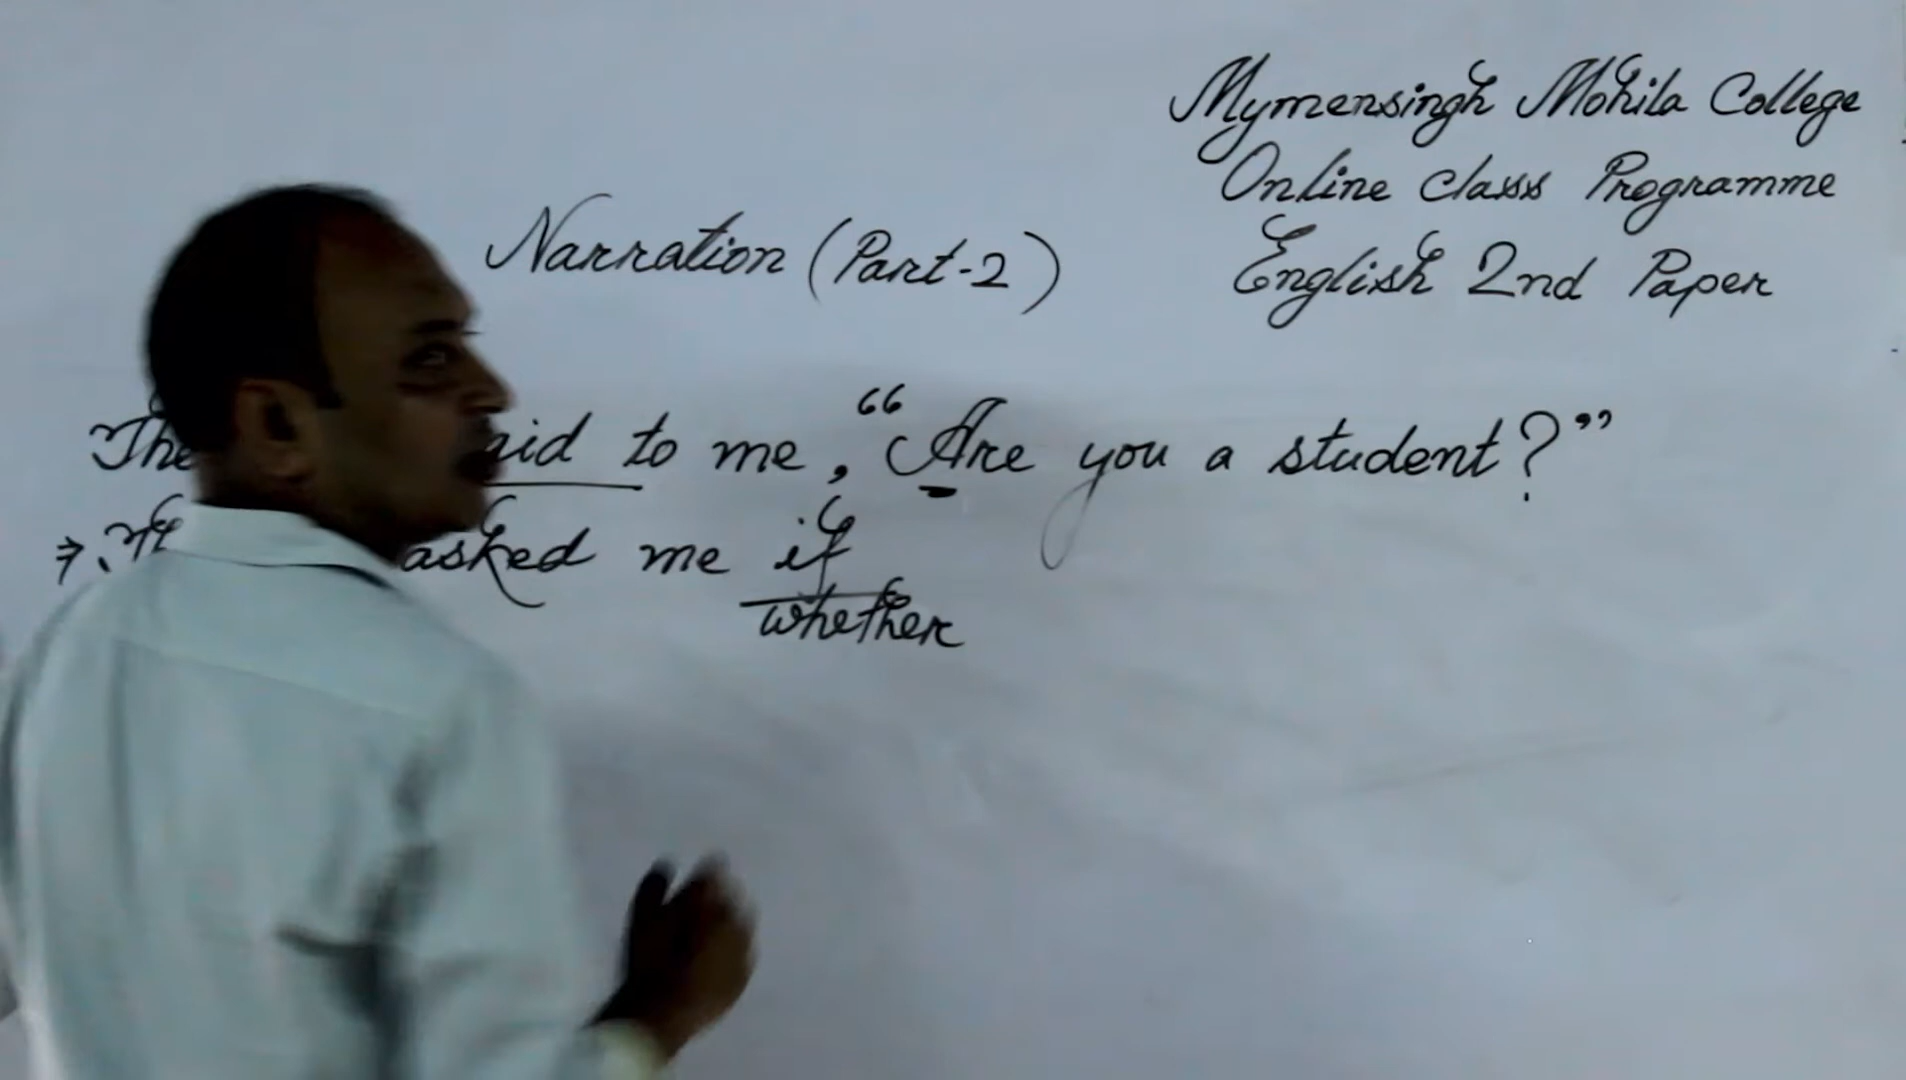 Mymensingh Mohila College
Online class Programme
English 2nd Paper
Narration (Part-2)
The said to me, “Are you a student?”
⇒ asked me if
whether